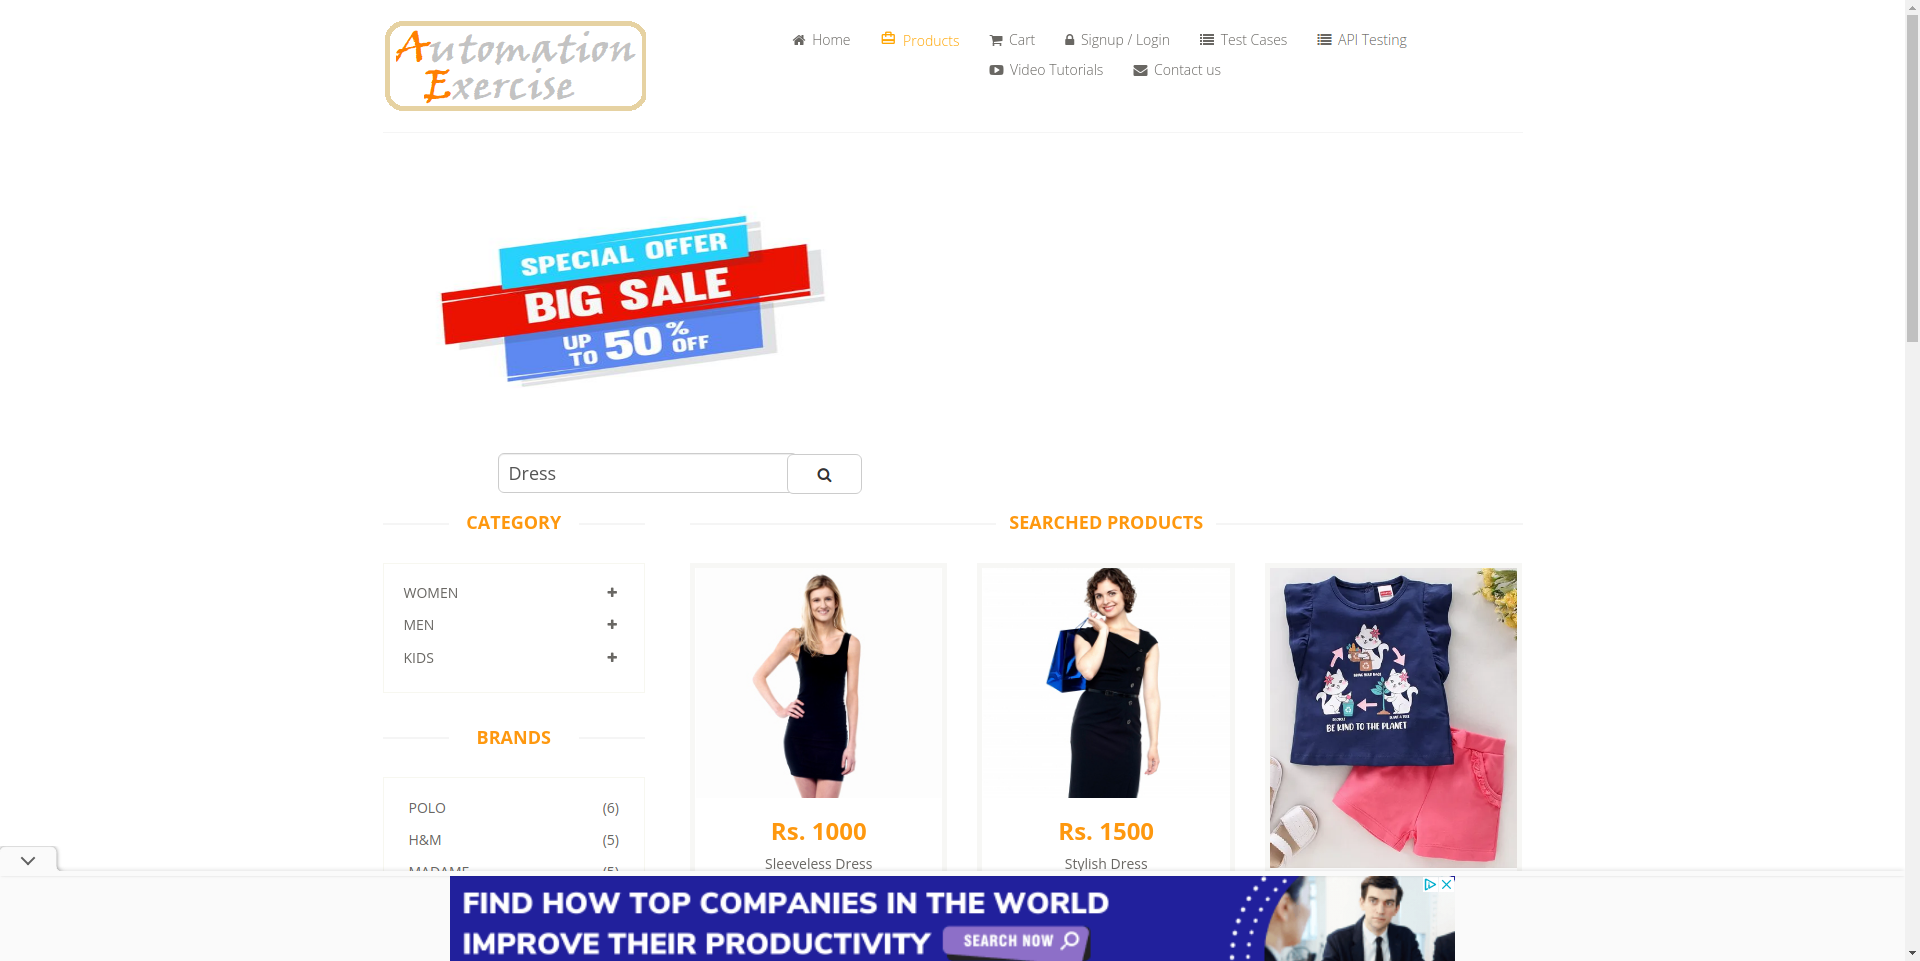 Automation
Exercise
Home
Products
Cart
Signup / Login
Test Cases
API Testing
Video Tutorials
Contact us
SPECIAL OFFER
BIG SALE
UP TO 50% OFF
Dress
CATEGORY
WOMEN
MEN
KIDS
BRANDS
POLO (6)
H&M (5)
MADAME (5)
SEARCHED PRODUCTS
Rs. 1000
Sleeveless Dress
Rs. 1500
Stylish Dress
BE KIND TO THE PLANET
FIND HOW TOP COMPANIES IN THE WORLD
IMPROVE THEIR PRODUCTIVITY
SEARCH NOW